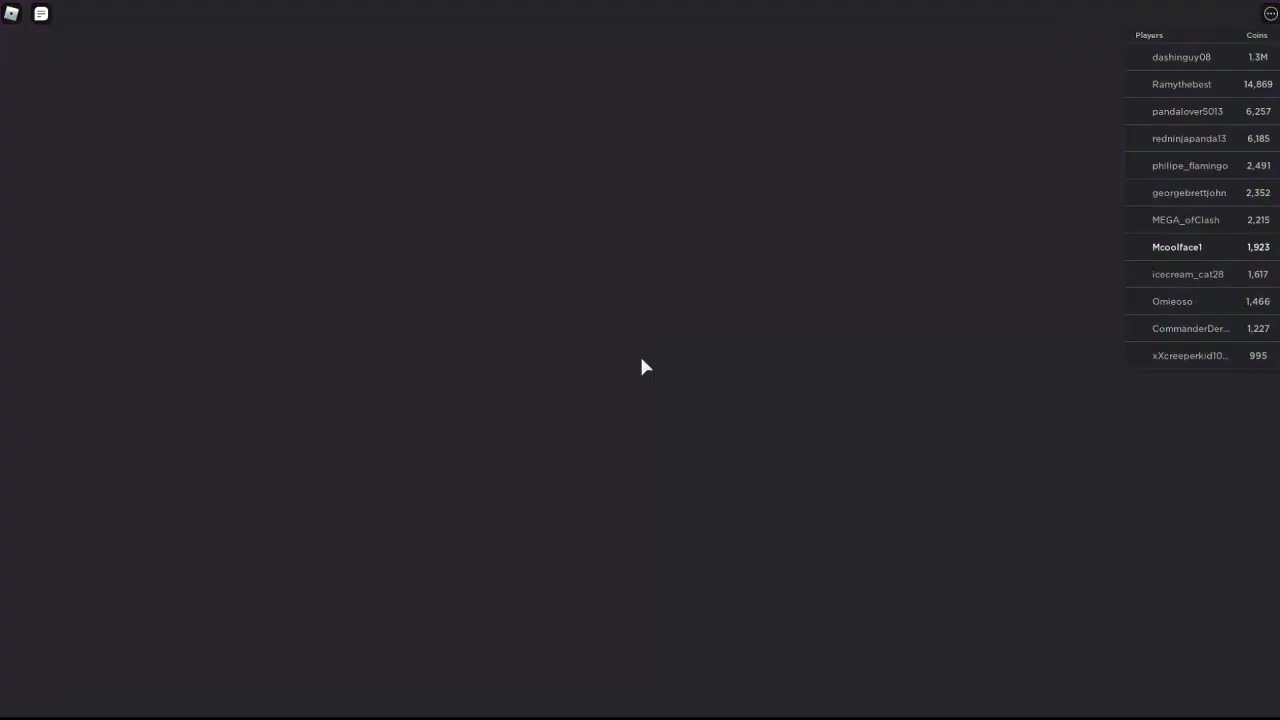 Players Coins
dashinguy08 1.3M
Ramythebest 14,869
pandalover5013 6,257
redninjapanda13 6,185
philipe_flamingo 2,491
georgebrettjohn 2,352
MEGA_ofClash 2,215
Mcoolface1 1,923
icecream_cat28 1,617
Omieoso 1,466
CommanderDer... 1,227
xXcreeperkid10... 995